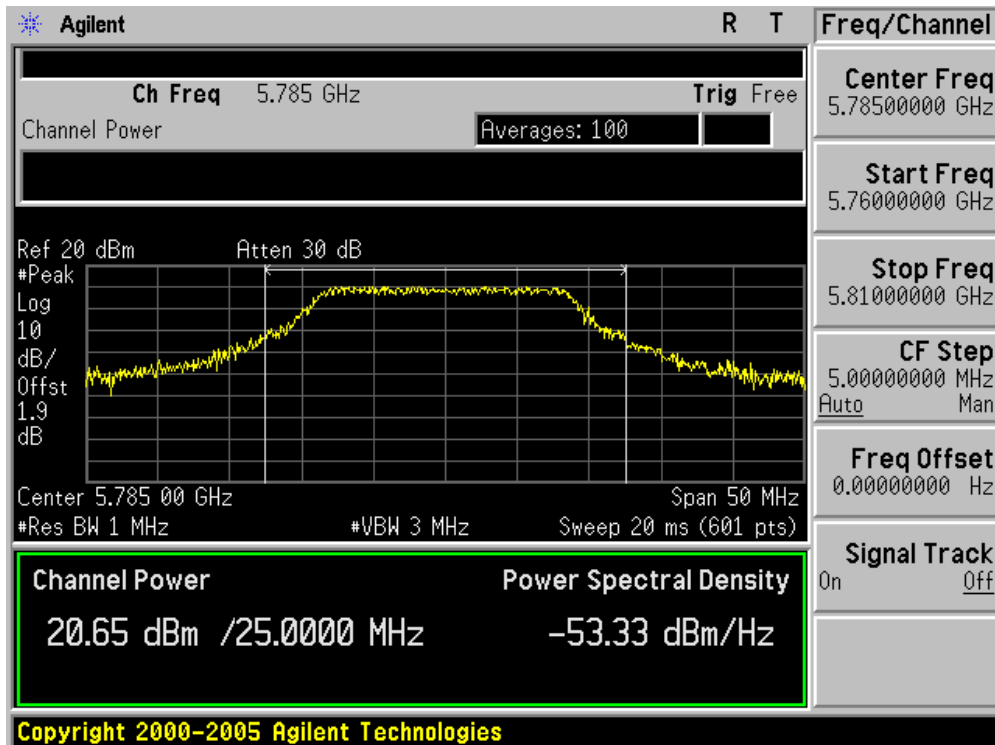 Agilent R T
Freq/Channel
Ch Freq 5.785 GHz Trig Free
Channel Power Averages: 100
Ref 20 dBm Atten 30 dB
#Peak
Log
10
dB/
Offst
1.9
dB
Center 5.785 00 GHz Span 50 MHz
#Res BW 1 MHz #VBW 3 MHz Sweep 20 ms (601 pts)
Channel Power Power Spectral Density
20.65 dBm /25.0000 MHz -53.33 dBm/Hz
Center Freq
5.78500000 GHz
Start Freq
5.76000000 GHz
Stop Freq
5.81000000 GHz
CF Step
5.00000000 MHz
Auto Man
Freq Offset
0.00000000 Hz
Signal Track
On Off
Copyright 2000-2005 Agilent Technologies